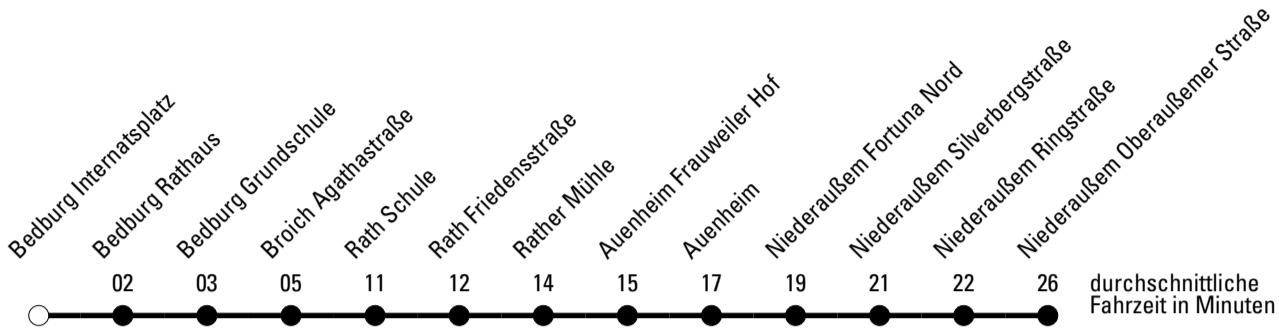 Bedburg Internatsplatz
Bedburg Rathaus
Bedburg Grundschule
Broich Agathastraße
Rath Schule
Rath Friedensstraße
Rather Mühle
Auenheim Frauweiler Hof
Auenheim
Niederaußem Fortuna Nord
Niederaußem Silverbergstraße
Niederaußem Ringstraße
Niederaußem Oberaußemer Straße
02 03 05 11 12 14 15 17 19 21 22 26
durchschnittliche
Fahrzeit in Minuten